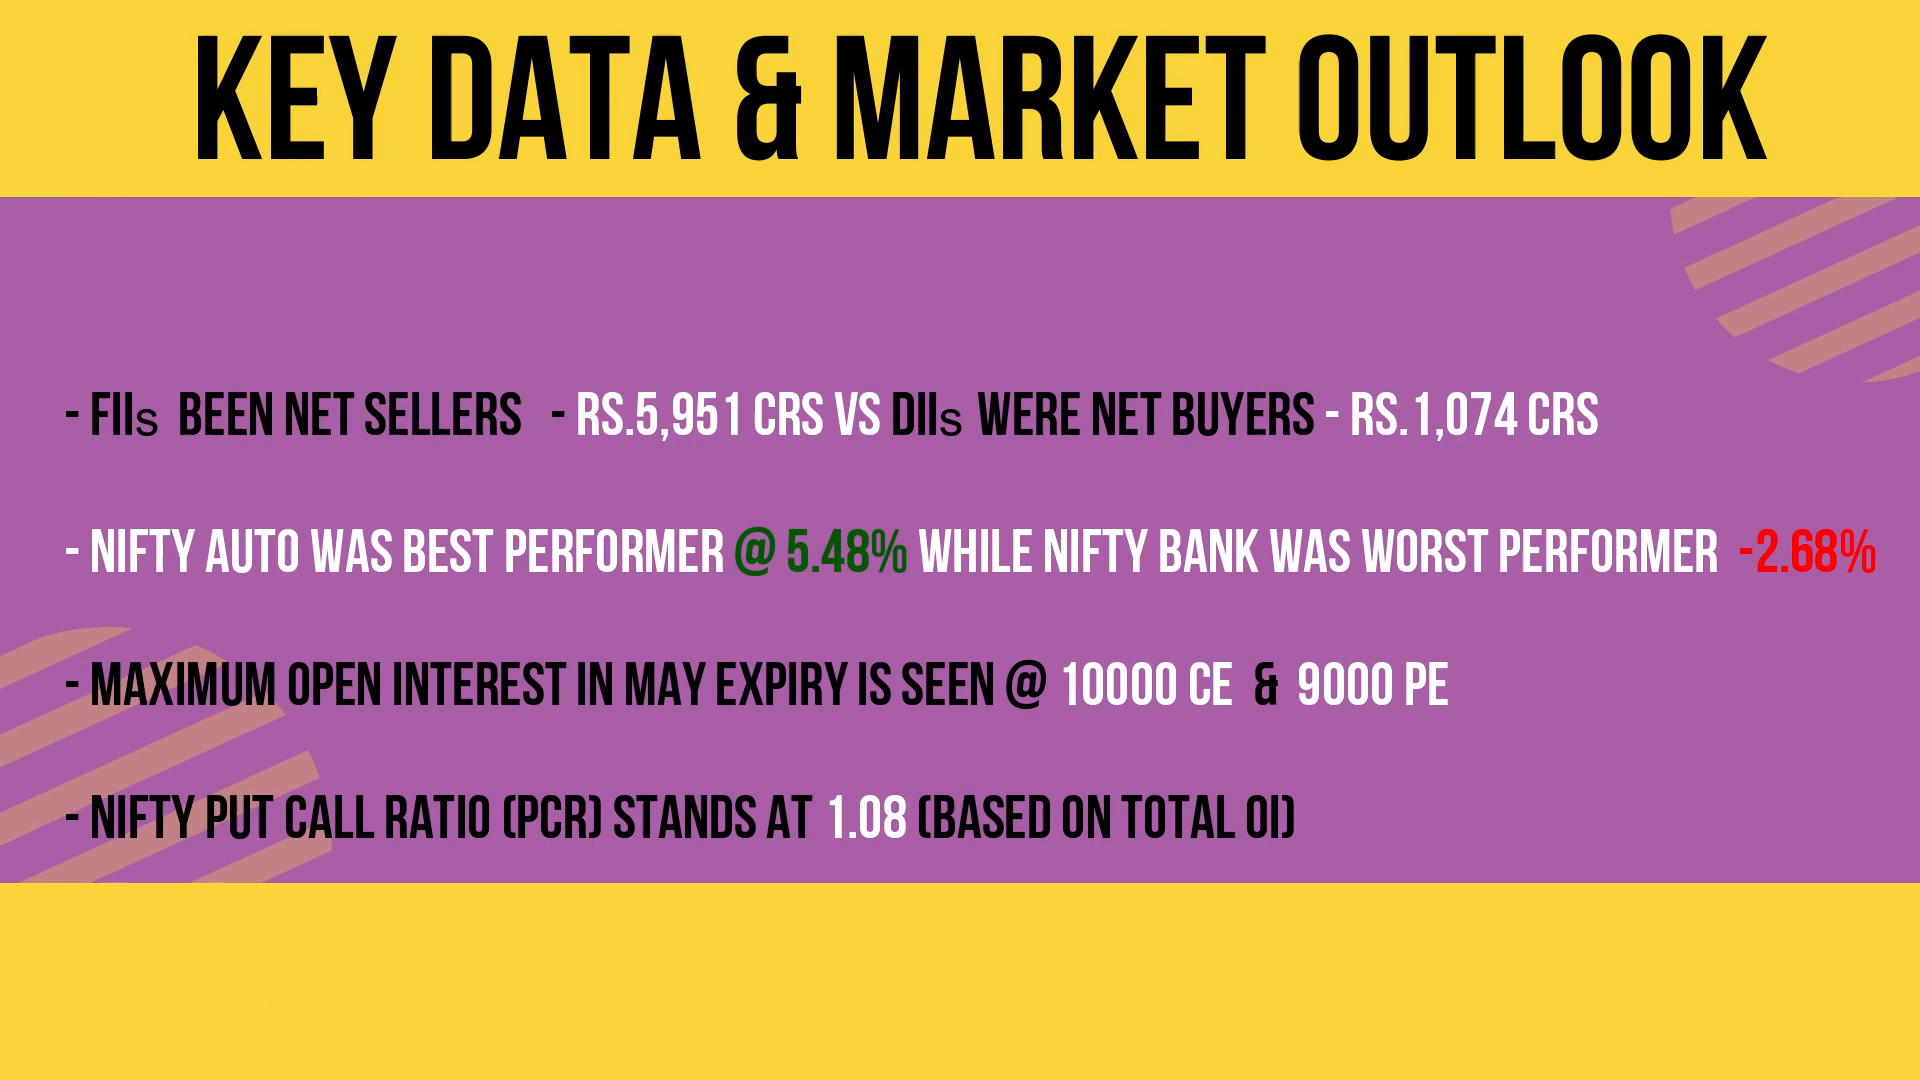 KEY DATA & MARKET OUTLOOK
- FIIs BEEN NET SELLERS - RS.5,951 CRS VS DIIs WERE NET BUYERS - RS.1,074 CRS
- NIFTY AUTO WAS BEST PERFORMER @ 5.48% WHILE NIFTY BANK WAS WORST PERFORMER -2.68%
- MAXIMUM OPEN INTEREST IN MAY EXPIRY IS SEEN @ 10000 CE & 9000 PE
- NIFTY PUT CALL RATIO (PCR) STANDS AT 1.08 (BASED ON TOTAL OI)